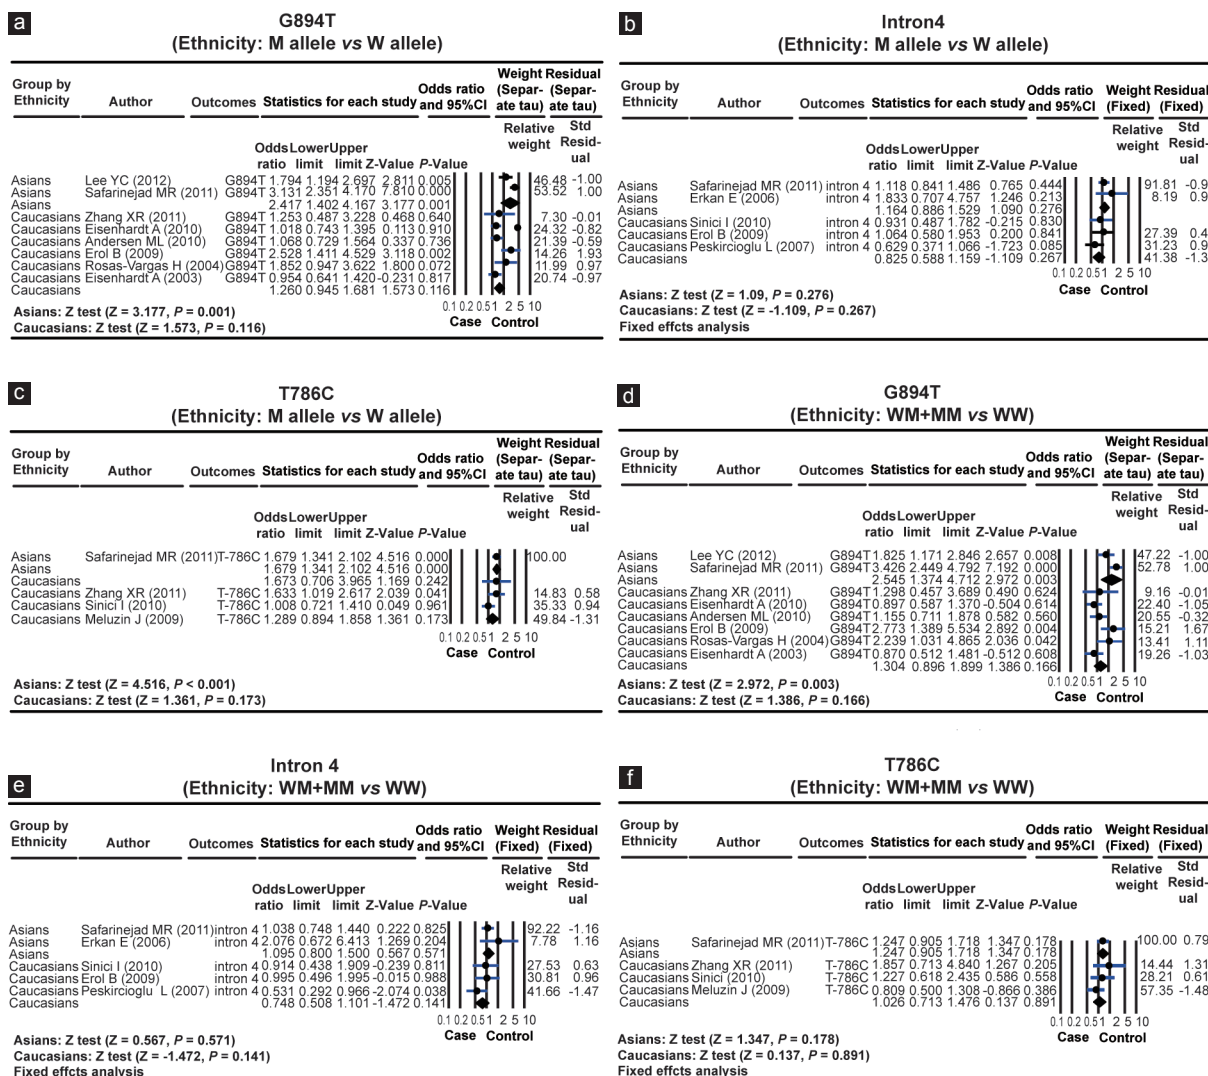 a
G894T
(Ethnicity: M allele vs W allele)
Group by Ethnicity Author Outcomes Statistics for each study Odds ratio and 95%CI Weight (Separate tau) Residual (Separate tau)
Relative weight Std Residual
Odds ratio Lower limit Upper limit Z-Value P-Value
Asians Lee YC (2012) G894T 1.794 1.194 2.697 2.811 0.005 46.48 -1.00
Asians Safarinejad MR (2011) G894T 3.131 2.351 4.170 7.810 0.000 53.52 1.00
Asians 2.417 1.402 4.167 3.177 0.001
Caucasians Zhang XR (2011) G894T 1.253 0.487 3.228 0.468 0.640 7.30 -0.01
Caucasians Eisenhardt A (2010) G894T 1.018 0.743 1.395 0.113 0.910 24.32 -0.82
Caucasians Andersen ML (2010) G894T 1.068 0.729 1.564 0.337 0.736 21.39 -0.59
Caucasians Erol B (2009) G894T 2.528 1.411 4.529 3.118 0.002 14.26 1.93
Caucasians Rosas-Vargas H (2004) G894T 1.852 0.947 3.622 1.800 0.072 11.99 0.93
Caucasians Eisenhardt A (2003) G894T 0.954 0.641 1.420 -0.231 0.817 20.74 -0.97
Caucasians 1.260 0.945 1.681 1.573 0.116
0.1 0.2 0.5 1 2 5 10
Case Control
Asians: Z test (Z = 3.177, P = 0.001)
Caucasians: Z test (Z = 1.573, P = 0.116)
b
Intron4
(Ethnicity: M allele vs W allele)
Group by Ethnicity Author Outcomes Statistics for each study Odds ratio and 95%CI Weight (Fixed) Residual (Fixed)
Relative weight Std Residual
Odds ratio Lower limit Upper limit Z-Value P-Value
Asians Safarinejad MR (2011) intron 4 1.118 0.841 1.486 0.765 0.444 91.81 -0.9
Asians Erkan E (2006) intron 4 1.833 0.707 4.757 1.246 0.213 8.19 0.9
Asians 1.164 0.886 1.529 1.090 0.276
Caucasians Sinici I (2010) intron 4 0.931 0.487 1.782 -0.215 0.830
Caucasians Erol B (2009) intron 4 1.064 0.580 1.953 0.200 0.841 27.39 0.4
Caucasians Peskircioglu L (2007) intron 4 0.629 0.371 1.066 -1.723 0.085 31.23 0.9
Caucasians 0.825 0.588 1.159 -1.109 0.267 41.38 -1.3
0.1 0.2 0.5 1 2 5 10
Case Control
Asians: Z test (Z = 1.09, P = 0.276)
Caucasians: Z test (Z = -1.109, P = 0.267)
Fixed effcts analysis
c
T786C
(Ethnicity: M allele vs W allele)
Group by Ethnicity Author Outcomes Statistics for each study Odds ratio and 95%CI Weight (Separate tau) Residual (Separate tau)
Relative weight Std Residual
Odds ratio Lower limit Upper limit Z-Value P-Value
Asians Safarinejad MR (2011) T-786C 1.679 1.341 2.102 4.516 0.000 100.00
Asians 1.679 1.341 2.102 4.516 0.000
Caucasians 1.673 0.706 3.965 1.169 0.242
Caucasians Zhang XR (2011) T-786C 1.633 1.019 2.617 2.039 0.041 14.83 0.58
Caucasians Sinici I (2010) T-786C 1.008 0.721 1.410 0.049 0.961 35.33 0.94
Caucasians Meluzin J (2009) T-786C 1.289 0.894 1.858 1.361 0.173 49.84 -1.31
0.1 0.2 0.5 1 2 5 10
Case Control
Asians: Z test (Z = 4.516, P < 0.001)
Caucasians: Z test (Z = 1.361, P = 0.173)
d
G894T
(Ethnicity: WM+MM vs WW)
Group by Ethnicity Author Outcomes Statistics for each study Odds ratio and 95%CI Weight (Separate tau) Residual (Separate tau)
Relative weight Std Residual
Odds ratio Lower limit Upper limit Z-Value P-Value
Asians Lee YC (2012) G894T 1.825 1.171 2.846 2.657 0.008 47.22 -1.00
Asians Safarinejad MR (2011) G894T 3.426 2.449 4.792 7.192 0.000 52.78 1.00
Asians 2.545 1.374 4.712 2.972 0.003
Caucasians Zhang XR (2011) G894T 1.298 0.457 3.689 0.490 0.624 9.16 -0.01
Caucasians Eisenhardt A (2010) G894T 0.897 0.587 1.370 -0.504 0.614 22.40 -1.05
Caucasians Andersen ML (2010) G894T 1.155 0.711 1.878 0.582 0.560 20.55 -0.32
Caucasians Erol B (2009) G894T 2.773 1.389 5.534 2.892 0.004 15.21 1.67
Caucasians Rosas-Vargas H (2004) G894T 2.239 1.031 4.865 2.036 0.042 13.41 1.11
Caucasians Eisenhardt A (2003) G894T 0.870 0.512 1.481 -0.512 0.608 19.26 -1.03
Caucasians 1.304 0.896 1.899 1.386 0.166
0.1 0.2 0.5 1 2 5 10
Case Control
Asians: Z test (Z = 2.972, P = 0.003)
Caucasians: Z test (Z = 1.386, P = 0.166)
e
Intron 4
(Ethnicity: WM+MM vs WW)
Group by Ethnicity Author Outcomes Statistics for each study Odds ratio and 95%CI Weight (Fixed) Residual (Fixed)
Relative weight Std Residual
Odds ratio Lower limit Upper limit Z-Value P-Value
Asians Safarinejad MR (2011) intron 4 1.038 0.748 1.440 0.222 0.825 92.22 -1.16
Asians Erkan E (2006) intron 4 2.076 0.672 6.413 1.269 0.204 7.78 1.16
Asians 1.095 0.800 1.500 0.567 0.571
Caucasians Sinici I (2010) intron 4 0.914 0.438 1.909 -0.239 0.811 27.53 0.63
Caucasians Erol B (2009) intron 4 0.995 0.496 1.995 -0.015 0.988 30.81 0.96
Caucasians Peskircioglu L (2007) intron 4 0.531 0.292 0.966 -2.074 0.038 41.66 -1.47
Caucasians 0.748 0.508 1.101 -1.472 0.141
0.1 0.2 0.5 1 2 5 10
Case Control
Asians: Z test (Z = 0.567, P = 0.571)
Caucasians: Z test (Z = -1.472, P = 0.141)
Fixed effcts analysis
f
T786C
(Ethnicity: WM+MM vs WW)
Group by Ethnicity Author Outcomes Statistics for each study Odds ratio and 95%CI Weight (Fixed) Residual (Fixed)
Relative weight Std Residual
Odds ratio Lower limit Upper limit Z-Value P-Value
Asians Safarinejad MR (2011) T-786C 1.247 0.905 1.718 1.347 0.178 100.00 0.79
Asians 1.247 0.905 1.718 1.347 0.178
Caucasians Zhang XR (2011) T-786C 1.857 0.713 4.840 1.267 0.205 14.44 1.31
Caucasians Sinici (2010) T-786C 1.227 0.618 2.435 0.586 0.558 28.21 0.61
Caucasians Meluzin J (2009) T-786C 0.809 0.500 1.308 -0.866 0.386 57.35 -1.48
Caucasians 1.026 0.713 1.476 0.137 0.891
0.1 0.2 0.5 1 2 5 10
Case Control
Asians: Z test (Z = 1.347, P = 0.178)
Caucasians: Z test (Z = 0.137, P = 0.891)
Fixed effcts analysis